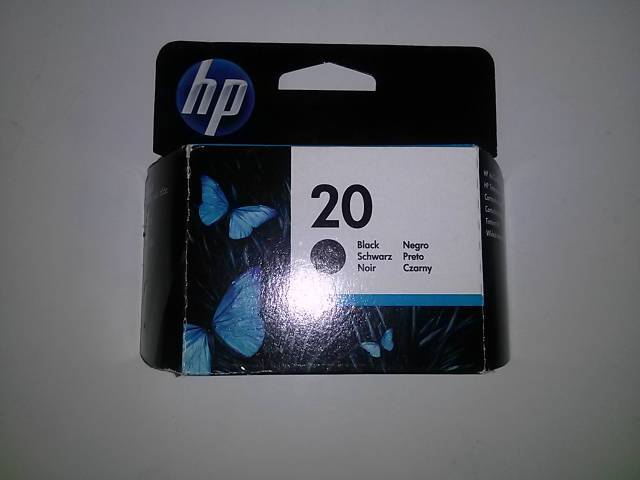 hp
20
Black Negro
Schwarz Preto
Noir Czarny